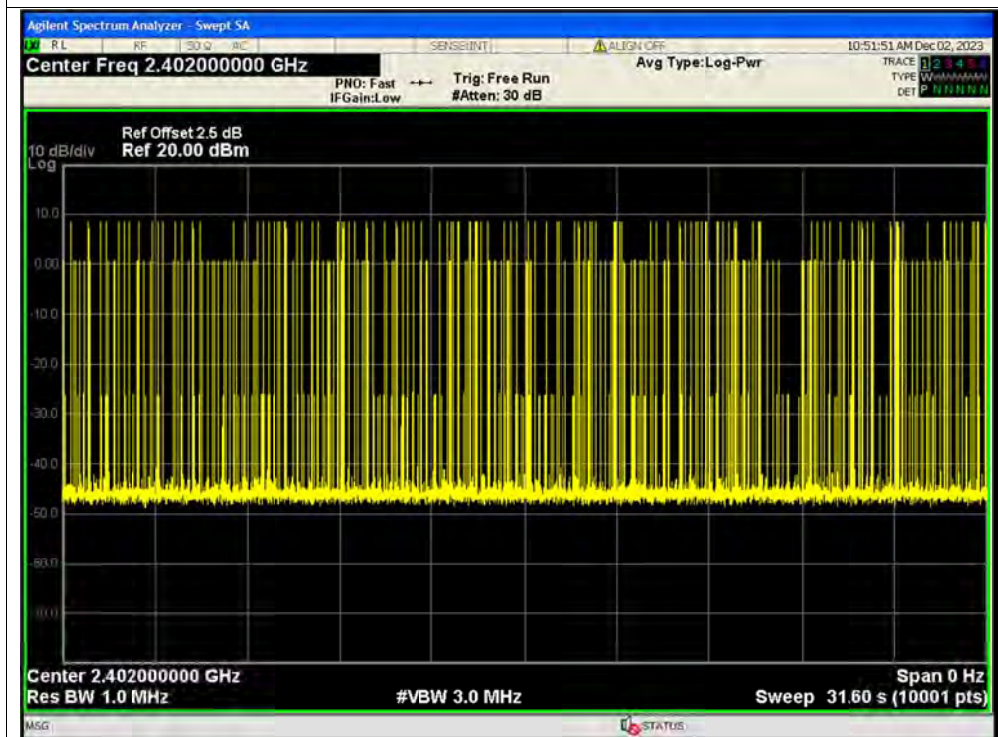 Agilent Spectrum Analyzer - Swept SA
RL RF 50 Ω AC SENSE:INT ALIGN OFF 10:51:51 AM Dec 02, 2023
Center Freq 2.402000000 GHz Avg Type:Log-Pwr TRACE 1 2 3 4 5 6
PNO: Fast Trig: Free Run TYPE W
IFGain:Low #Atten: 30 dB DET P N N N N N
Ref Offset 2.5 dB
10 dB/div Ref 20.00 dBm
Log
10.0
0.00
-10.0
-20.0
-30.0
-40.0
-50.0
-60.0
Center 2.402000000 GHz Span 0 Hz
Res BW 1.0 MHz #VBW 3.0 MHz Sweep 31.60 s (10001 pts)
MSG STATUS